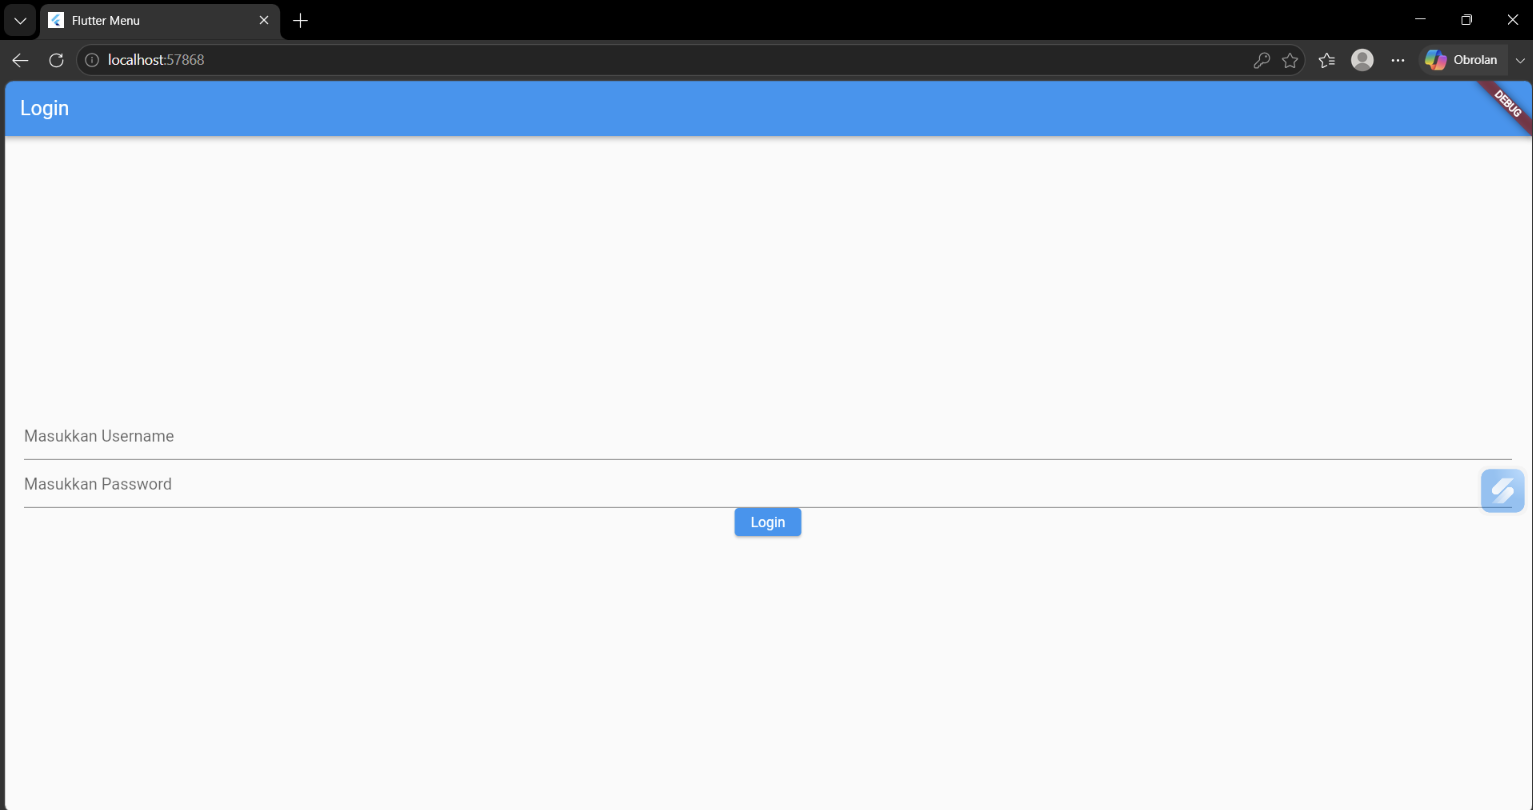 Flutter Menu
localhost:57868
Obrolan
Login
DEBUG
Masukkan Username
Masukkan Password
Login